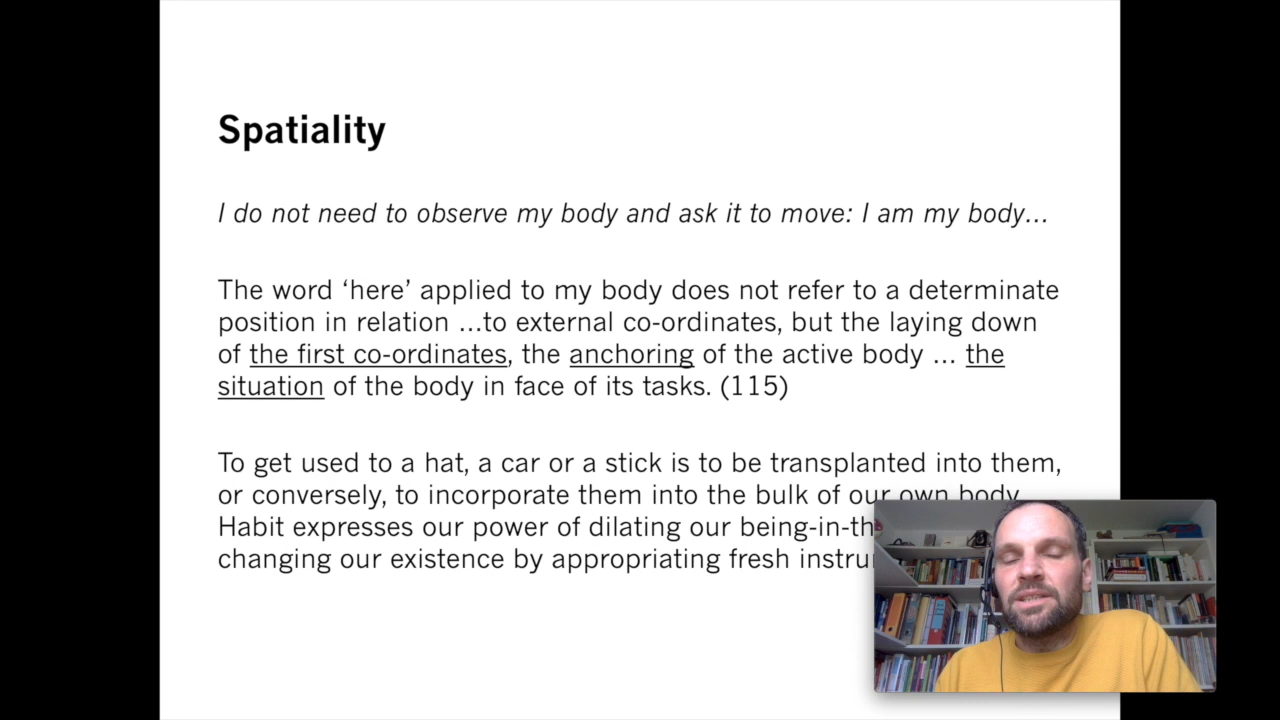 Spatiality
I do not need to observe my body and ask it to move: I am my body...
The word ‘here’ applied to my body does not refer to a determinate
position in relation ...to external co-ordinates, but the laying down
of the first co-ordinates, the anchoring of the active body ... the
situation of the body in face of its tasks. (115)
To get used to a hat, a car or a stick is to be transplanted into them,
or conversely, to incorporate them into the bulk of our own body
Habit expresses our power of dilating our
changing our existence by appropriating fresh